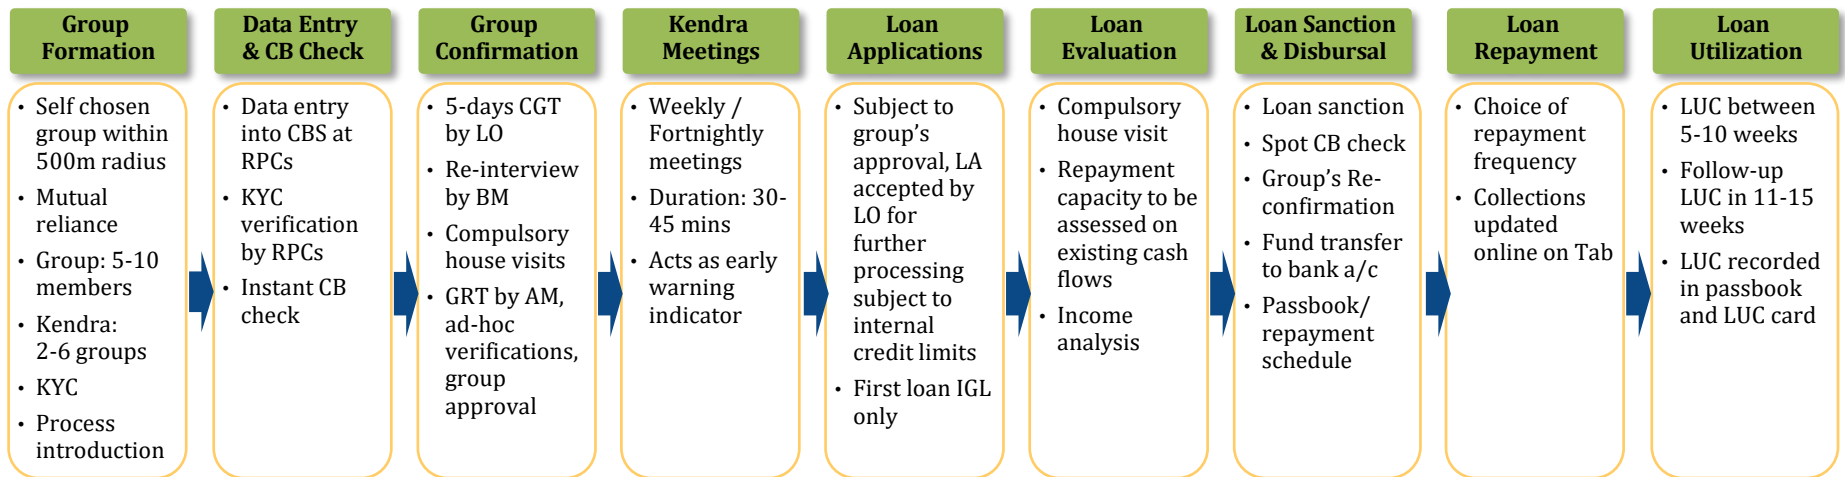 Group
Formation
• Self chosen
group within
500m radius
• Mutual
reliance
• Group: 5-10
members
• Kendra:
2-6 groups
• KYC
• Process
introduction
Data Entry
& CB Check
• Data entry
into CBS at
RPCs
• KYC
verification
by RPCs
• Instant CB
check
Group
Confirmation
• 5-days CGT
by LO
• Re-interview
by BM
• Compulsory
house visits
• GRT by AM,
ad-hoc
verifications,
group
approval
Kendra
Meetings
• Weekly /
Fortnightly
meetings
• Duration: 30-
45 mins
• Acts as early
warning
indicator
Loan
Applications
• Subject to
group’s
approval, LA
accepted by
LO for
further
processing
subject to
internal
credit limits
• First loan IGL
only
Loan
Evaluation
• Compulsory
house visit
• Repayment
capacity to be
assessed on
existing cash
flows
• Income
analysis
Loan Sanction
& Disbursal
• Loan sanction
• Spot CB check
• Group’s Re-
confirmation
• Fund transfer
to bank a/c
• Passbook/
repayment
schedule
Loan
Repayment
• Choice of
repayment
frequency
• Collections
updated
online on Tab
Loan
Utilization
• LUC between
5-10 weeks
• Follow-up
LUC in 11-15
weeks
• LUC recorded
in passbook
and LUC card